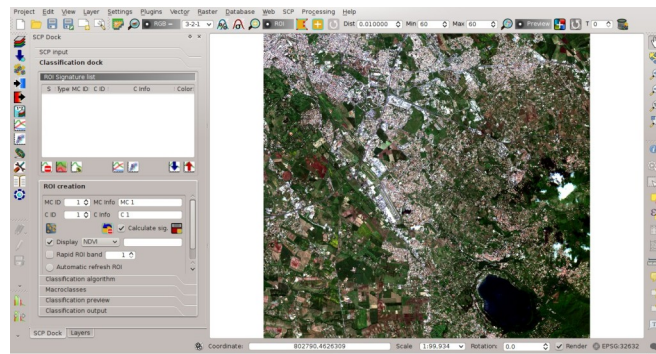 Project Edit View Layer Settings Plugins Vector Raster Database Web SCP Processing Help
RGB = 3-2-1 ROI Dist 0.010000 Min 60 Max 60 Preview T 0
SCP Dock
SCP input
Classification dock
ROI Signature list
S Type MC ID C ID C Info Color
ROI creation
MC ID 1 MC Info MC 1
C ID 1 C Info C 1
Calculate sig.
Display NDVI
Rapid ROI band 1
Automatic refresh ROI
Classification algorithm
Macroclasses
Classification preview
Classification output
SCP Dock Layers
Coordinate: 802790,4626309 Scale 1:99,934 Rotation: 0.0 Render EPSG:32632